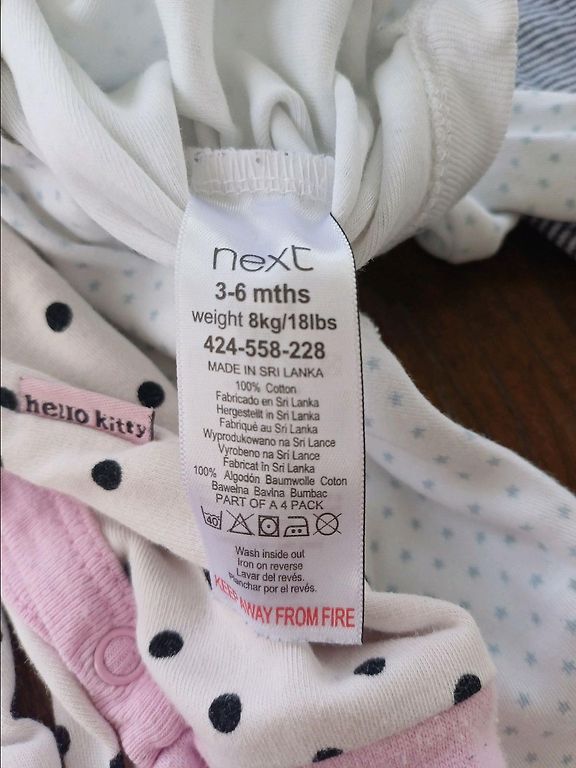 next
3-6 mths
weight 8kg/18lbs
424-558-228
MADE IN SRI LANKA
100% Cotton
Fabricado en Sri Lanka
Hergestellt in Sri Lanka
Fabriqué au Sri Lanka
Wyprodukowano na Sri Lance
Vyrobeno na Sri Lance
Fabricat in Sri Lanka
100% Algodón Baumwolle Coton
Bawełna Bavlna Bumbac
PART OF A 4 PACK
40
Wash inside out
Iron on reverse
Lavar del revés.
Planchar por el revés.
KEEP AWAY FROM FIRE
hello kitty